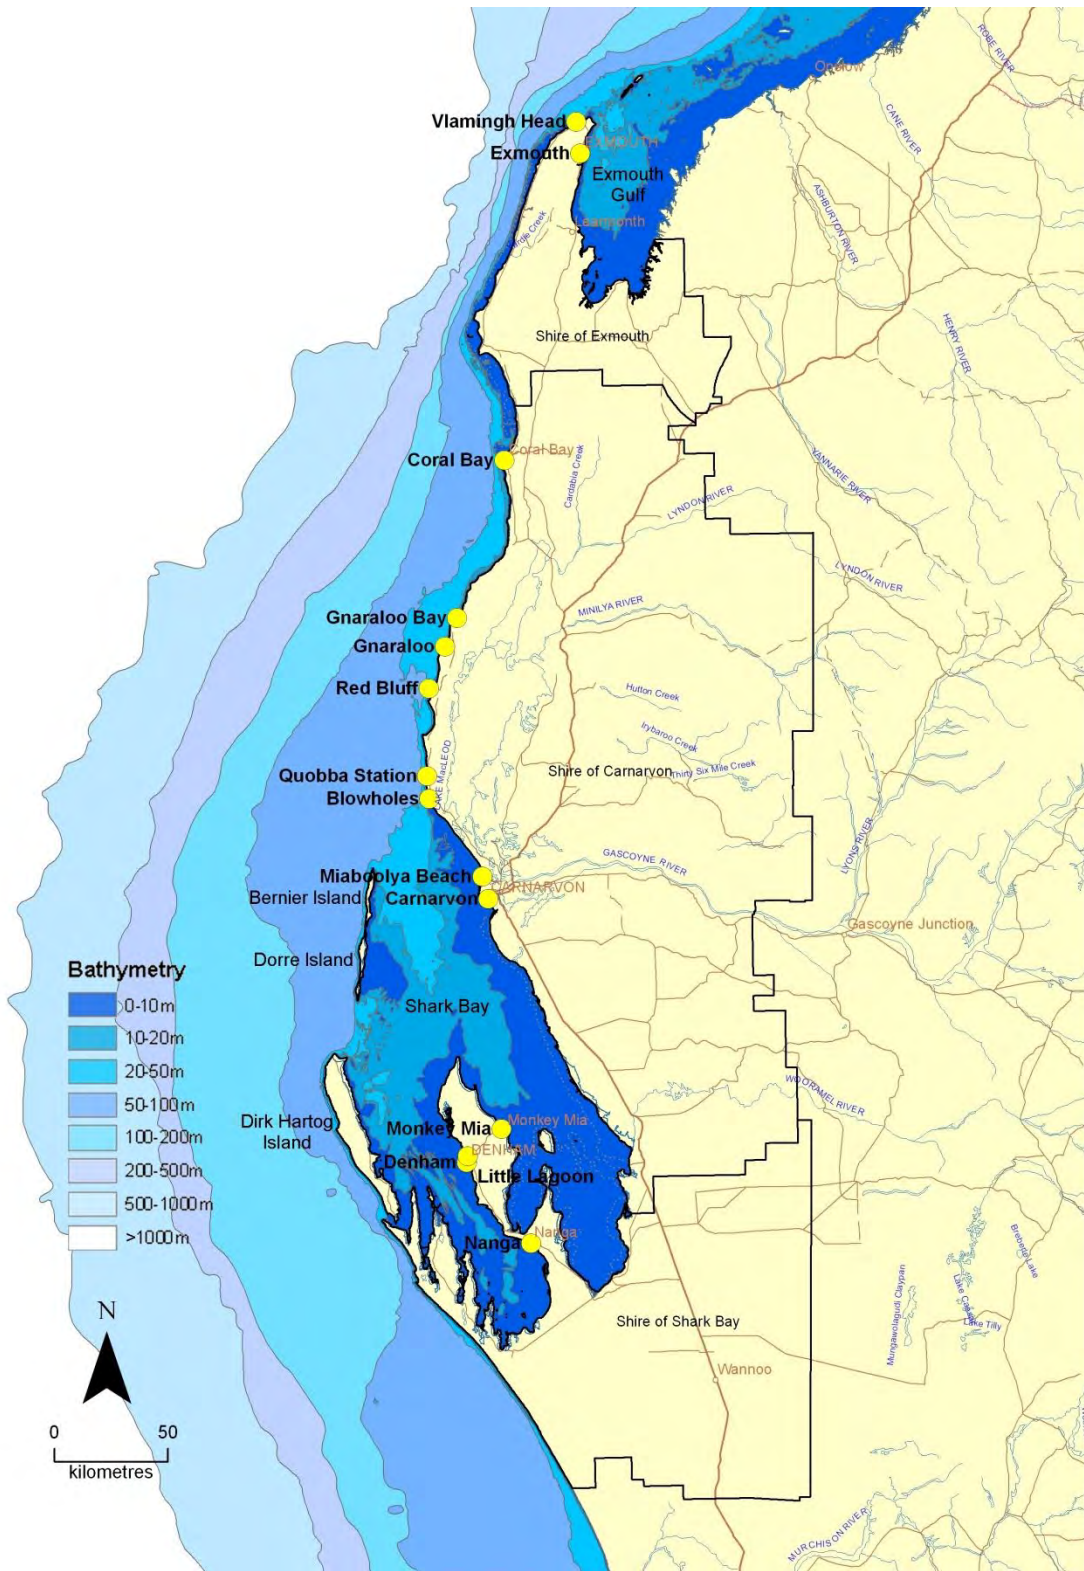 ROBE RIVER
Onslow
CANE RIVER
Vlamingh Head
EXMOUTH
Exmouth
Exmouth
Gulf
ASHBURTON RIVER
Learmonth
HENRY RIVER
Shire of Exmouth
Coral Bay
Coral Bay
Cardabia Creek
YANNARIE RIVER
LYNDON RIVER
LYNDON RIVER
MINILYA RIVER
Gnaraloo Bay
Gnaraloo
Red Bluff
Hutton Creek
Irybaroo Creek
Shire of Carnarvon
Thirty Six Mile Creek
Quobba Station
LAKE MacLEOD
Blowholes
GASCOYNE RIVER
LYONS RIVER
Miaboolya Beach
CARNARVON
Bernier Island
Carnarvon
Gascoyne Junction
Dorre Island
Bathymetry
0-10m
10-20m
20-50m
50-100m
100-200m
200-500m
500-1000m
>1000m
Shark Bay
WOORAMEL RIVER
Dirk Hartog
Island
Monkey Mia
Monkey Mia
DENHAM
Denham
Little Lagoon
Nanga
Nanga
Brebede Lake
Mungawolagudi Claypan
Lake Tilly
Shire of Shark Bay
Wannoo
N
0 50
kilometres
MURCHISON RIVER